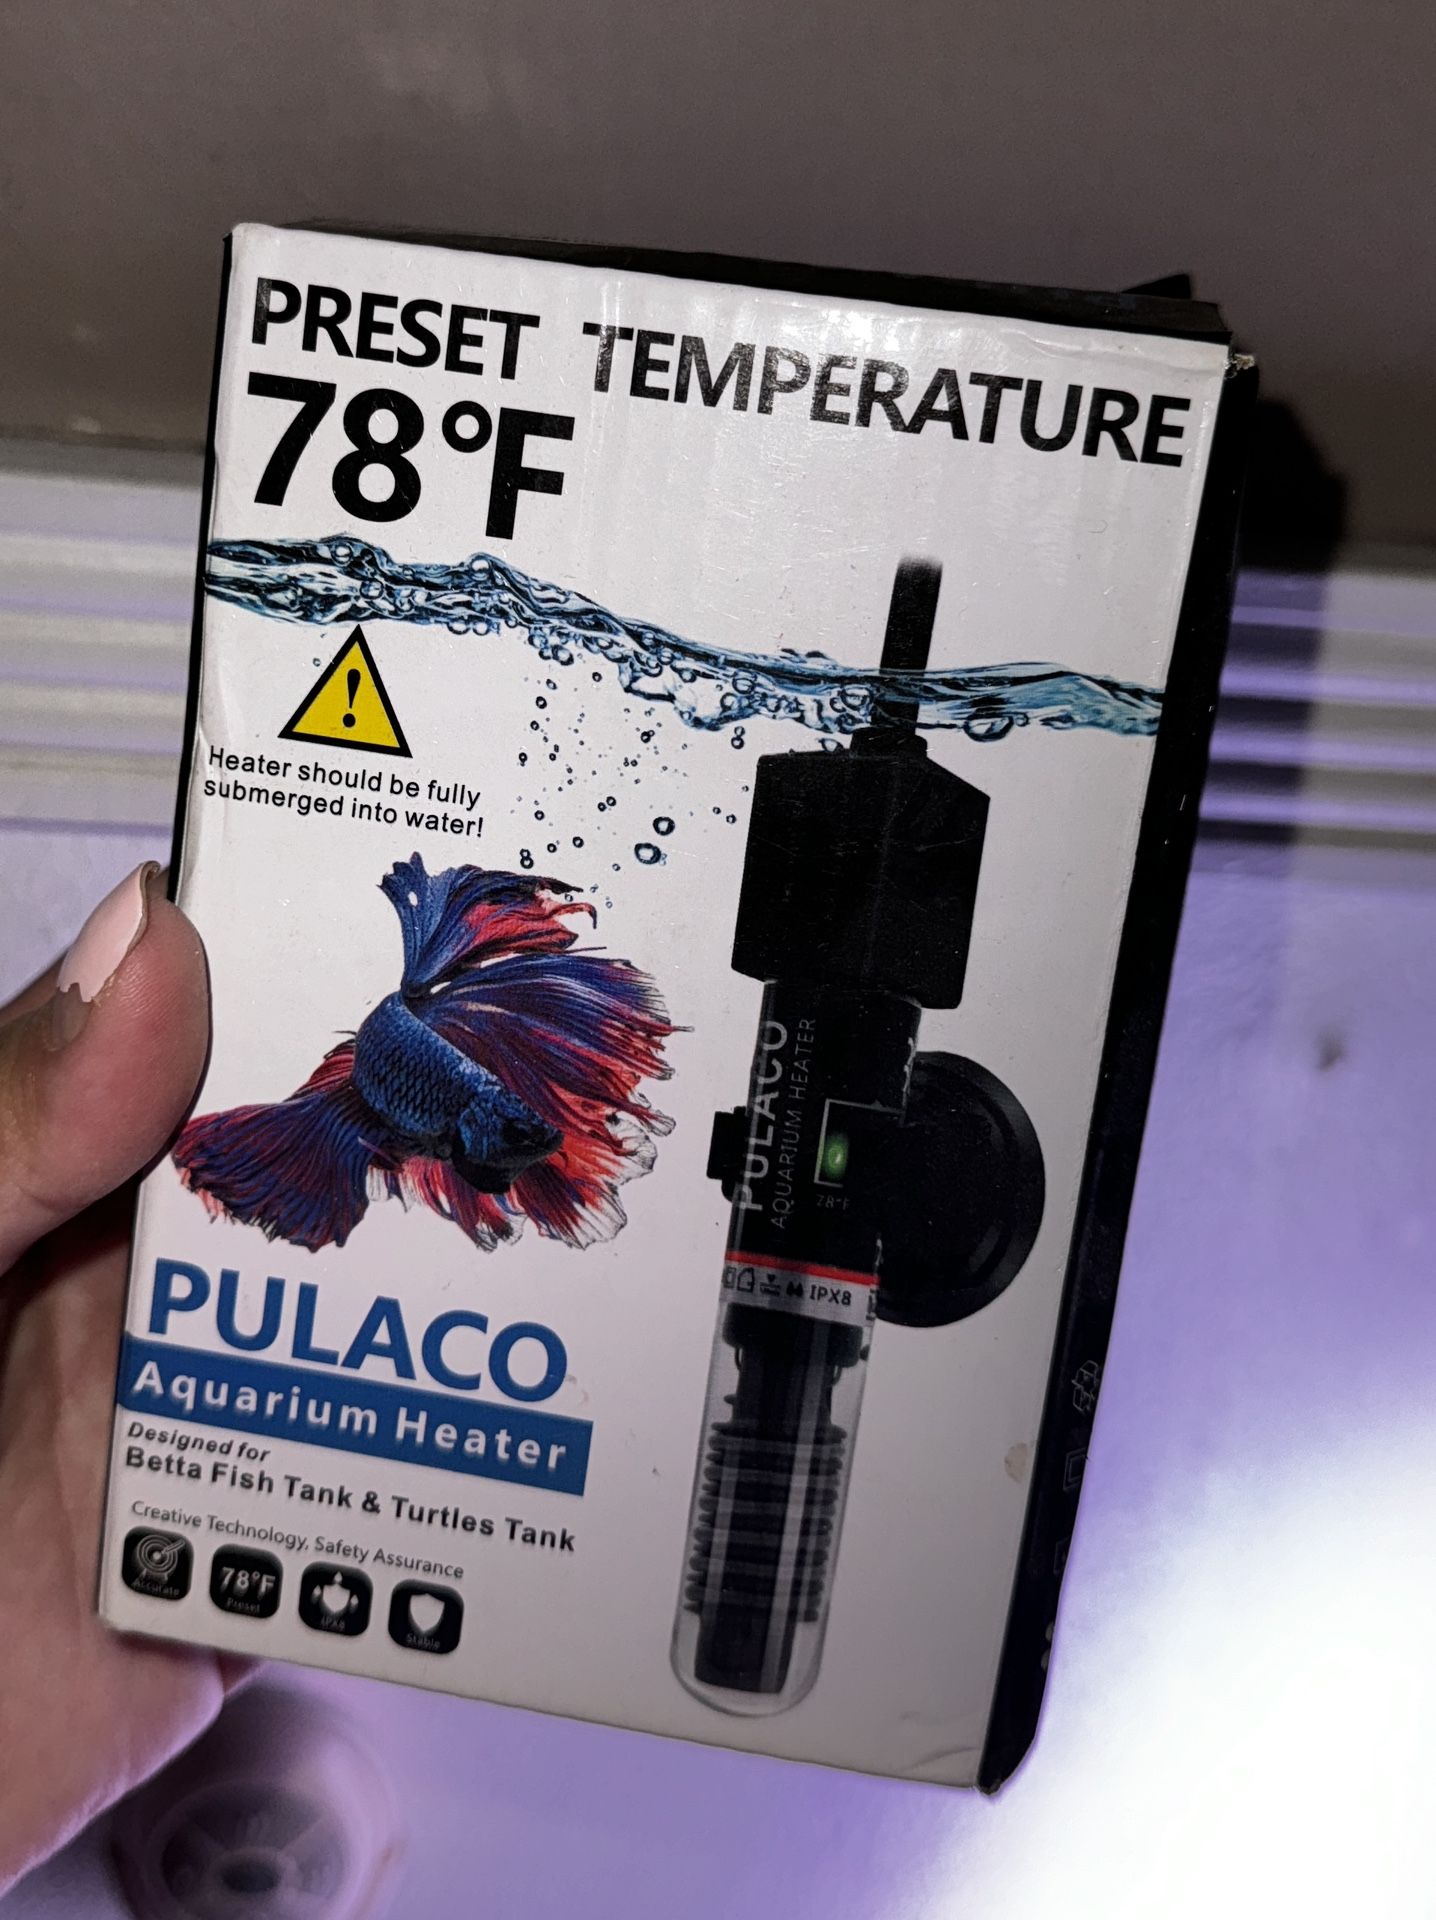 PRESET TEMPERATURE
78°F
Heater should be fully
submerged into water!
PULACO
AQUARIUM HEATER
78°F
IPX8
PULACO
Aquarium Heater
Designed for
Betta Fish Tank & Turtles Tank
Creative Technology, Safety Assurance
Accurate
78°F
Preset
IPX8
Stable